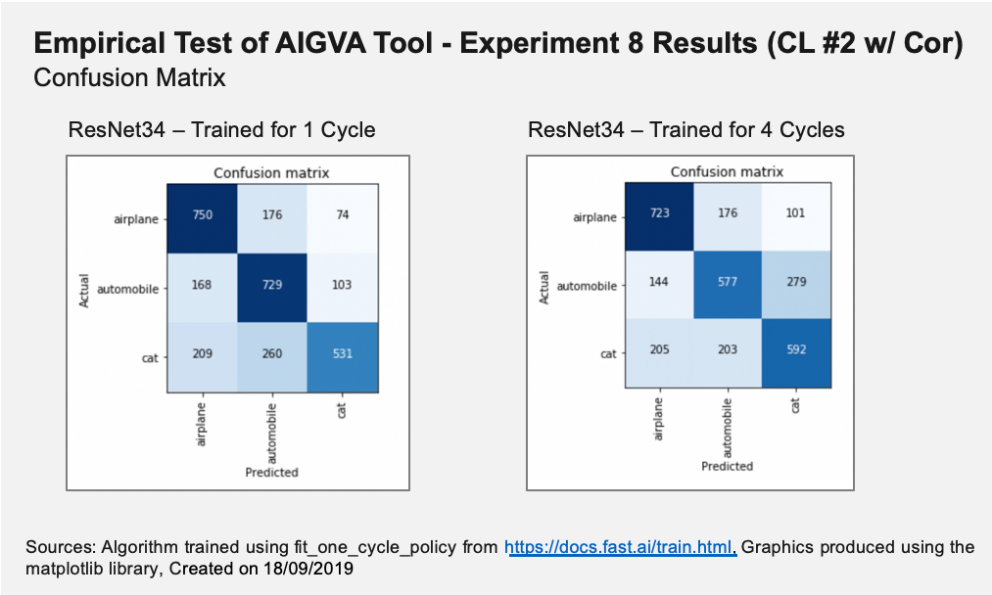 Empirical Test of AIGVA Tool - Experiment 8 Results (CL #2 w/ Cor)
Confusion Matrix
ResNet34 – Trained for 1 Cycle
Confusion matrix
airplane 750 176 74
automobile 168 729 103
cat 209 260 531
Actual
airplane automobile cat
Predicted
ResNet34 – Trained for 4 Cycles
Confusion matrix
airplane 723 176 101
automobile 144 577 279
cat 205 203 592
Actual
airplane automobile cat
Predicted
Sources: Algorithm trained using fit_one_cycle_policy from https://docs.fast.ai/train.html. Graphics produced using the
matplotlib library, Created on 18/09/2019